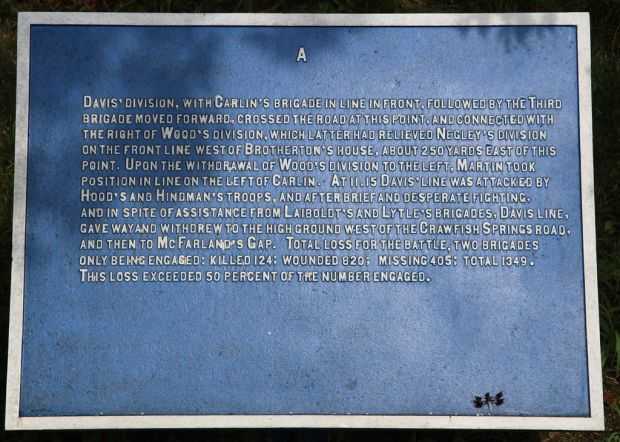 A
DAVIS' DIVISION, WITH CARLIN'S BRIGADE IN LINE IN FRONT, FOLLOWED BY THE THIRD
BRIGADE MOVED FORWARD, CROSSED THE ROAD AT THIS POINT, AND CONNECTED WITH
THE RIGHT OF WOOD'S DIVISION, WHICH LATTER HAD RELIEVED NEGLEY'S DIVISION
ON THE FRONT LINE WEST OF BROTHERTON'S HOUSE, ABOUT 250 YARDS EAST OF THIS
POINT. UPON THE WITHDRAWAL OF WOOD'S DIVISION TO THE LEFT, MARTIN TOOK
POSITION IN LINE ON THE LEFT OF CARLIN. AT 11.15 DAVIS' LINE WAS ATTACKED BY
HOOD'S AND HINDMAN'S TROOPS, AND AFTER BRIEF AND DESPERATE FIGHTING,
AND IN SPITE OF ASSISTANCE FROM LAIBOLDT'S AND LYTLE'S BRIGADES, DAVIS LINE,
GAVE WAY AND WITHDREW TO THE HIGH GROUND WEST OF THE CRAWFISH SPRINGS ROAD,
AND THEN TO MCFARLAND'S GAP. TOTAL LOSS FOR THE BATTLE, TWO BRIGADES
ONLY BEING ENGAGED: KILLED 124; WOUNDED 820; MISSING 405; TOTAL 1349.
THIS LOSS EXCEEDED 50 PERCENT OF THE NUMBER ENGAGED.